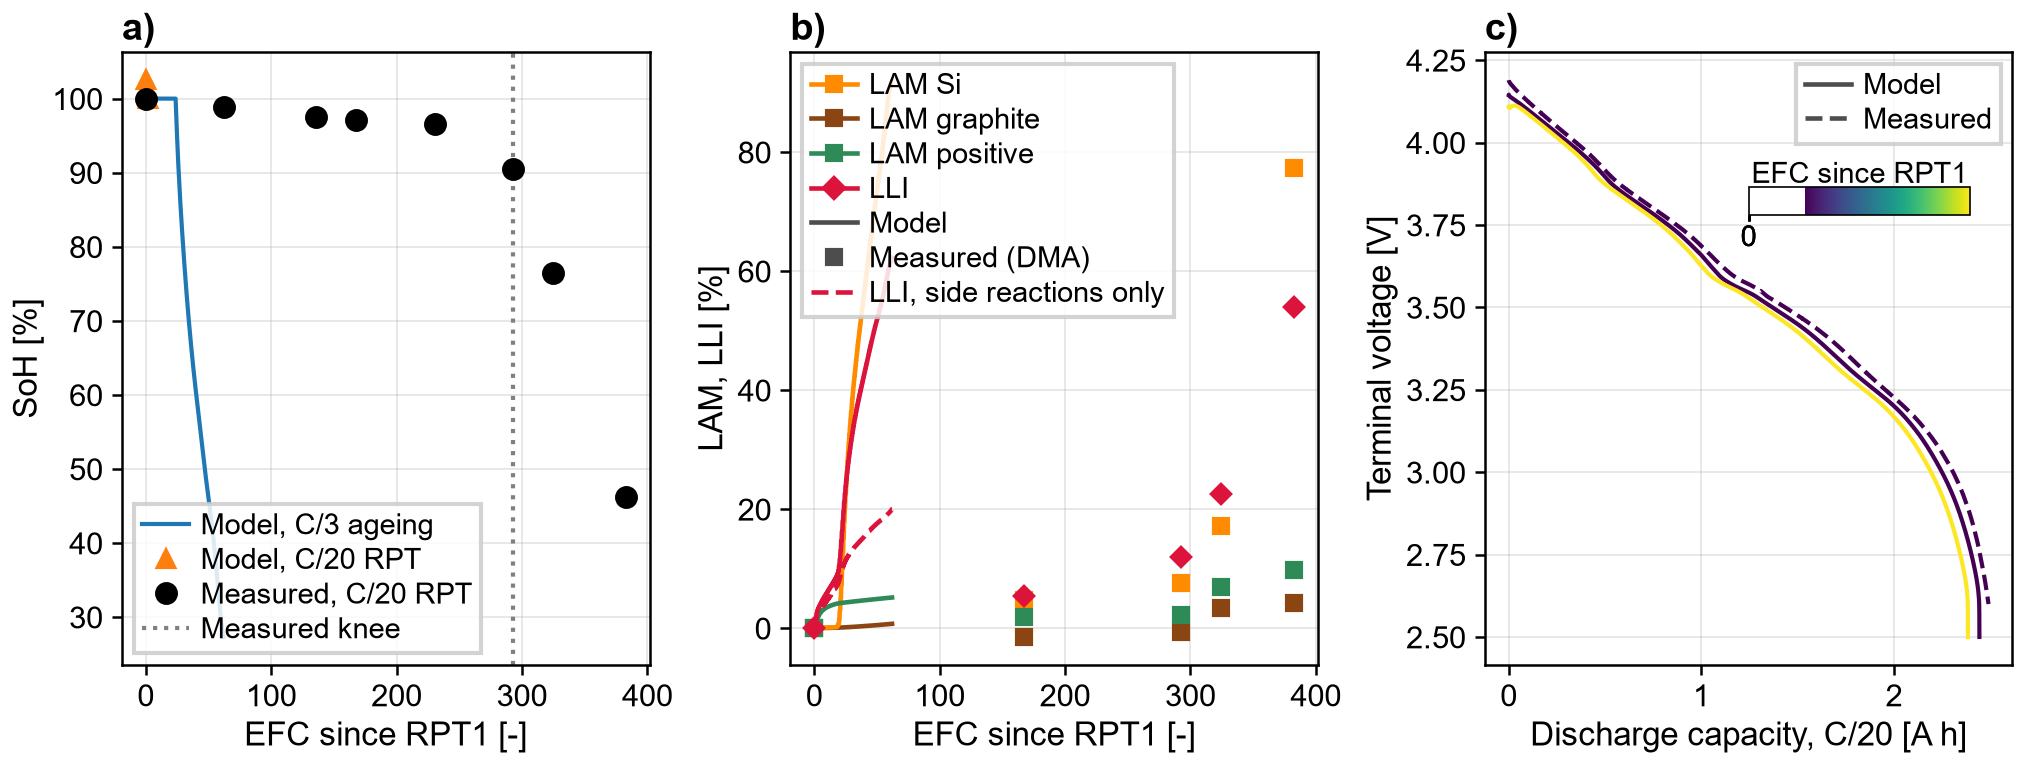 a)
100
90
80
70
60
50
40
30
SoH [%]
Model, C/3 ageing
Model, C/20 RPT
Measured, C/20 RPT
Measured knee
0
100
200
300
400
EFC since RPT1 [-]
b)
80
60
40
20
0
LAM, LLI [%]
LAM Si
LAM graphite
LAM positive
LLI
Model
Measured (DMA)
LLI, side reactions only
0
100
200
300
400
EFC since RPT1 [-]
c)
4.25
4.00
3.75
3.50
3.25
3.00
2.75
2.50
Terminal voltage [V]
Model
Measured
EFC since RPT1
0
0
1
2
Discharge capacity, C/20 [A h]